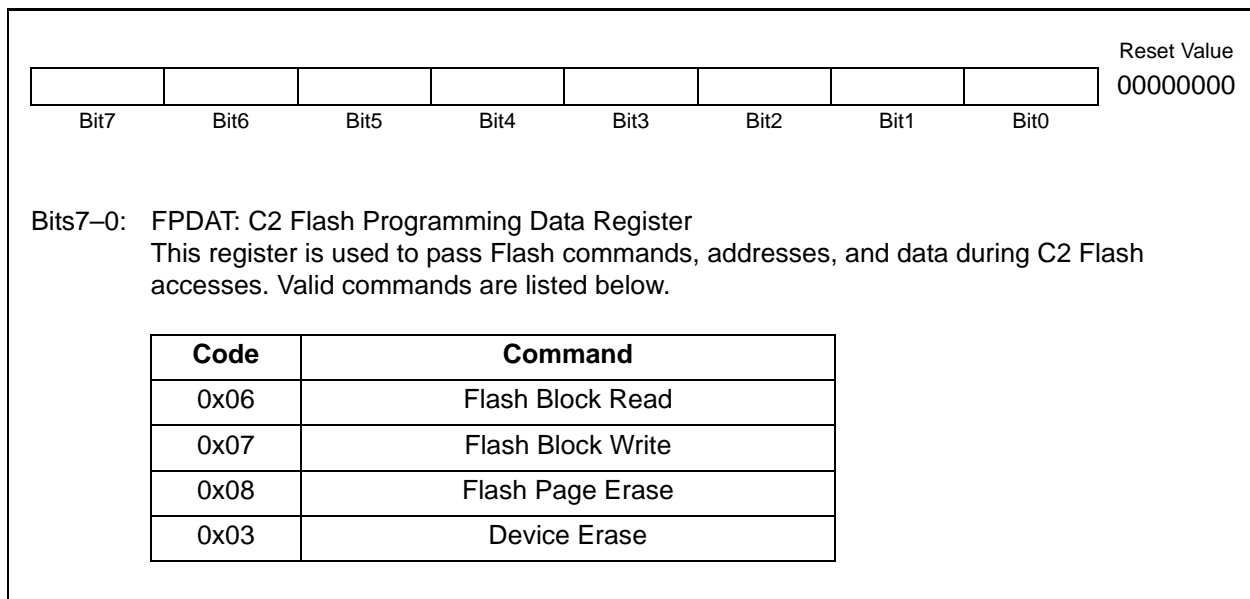 Reset Value
00000000
Bit7 Bit6 Bit5 Bit4 Bit3 Bit2 Bit1 Bit0
Bits7–0: FPDAT: C2 Flash Programming Data Register
This register is used to pass Flash commands, addresses, and data during C2 Flash
accesses. Valid commands are listed below.
Code Command
0x06 Flash Block Read
0x07 Flash Block Write
0x08 Flash Page Erase
0x03 Device Erase